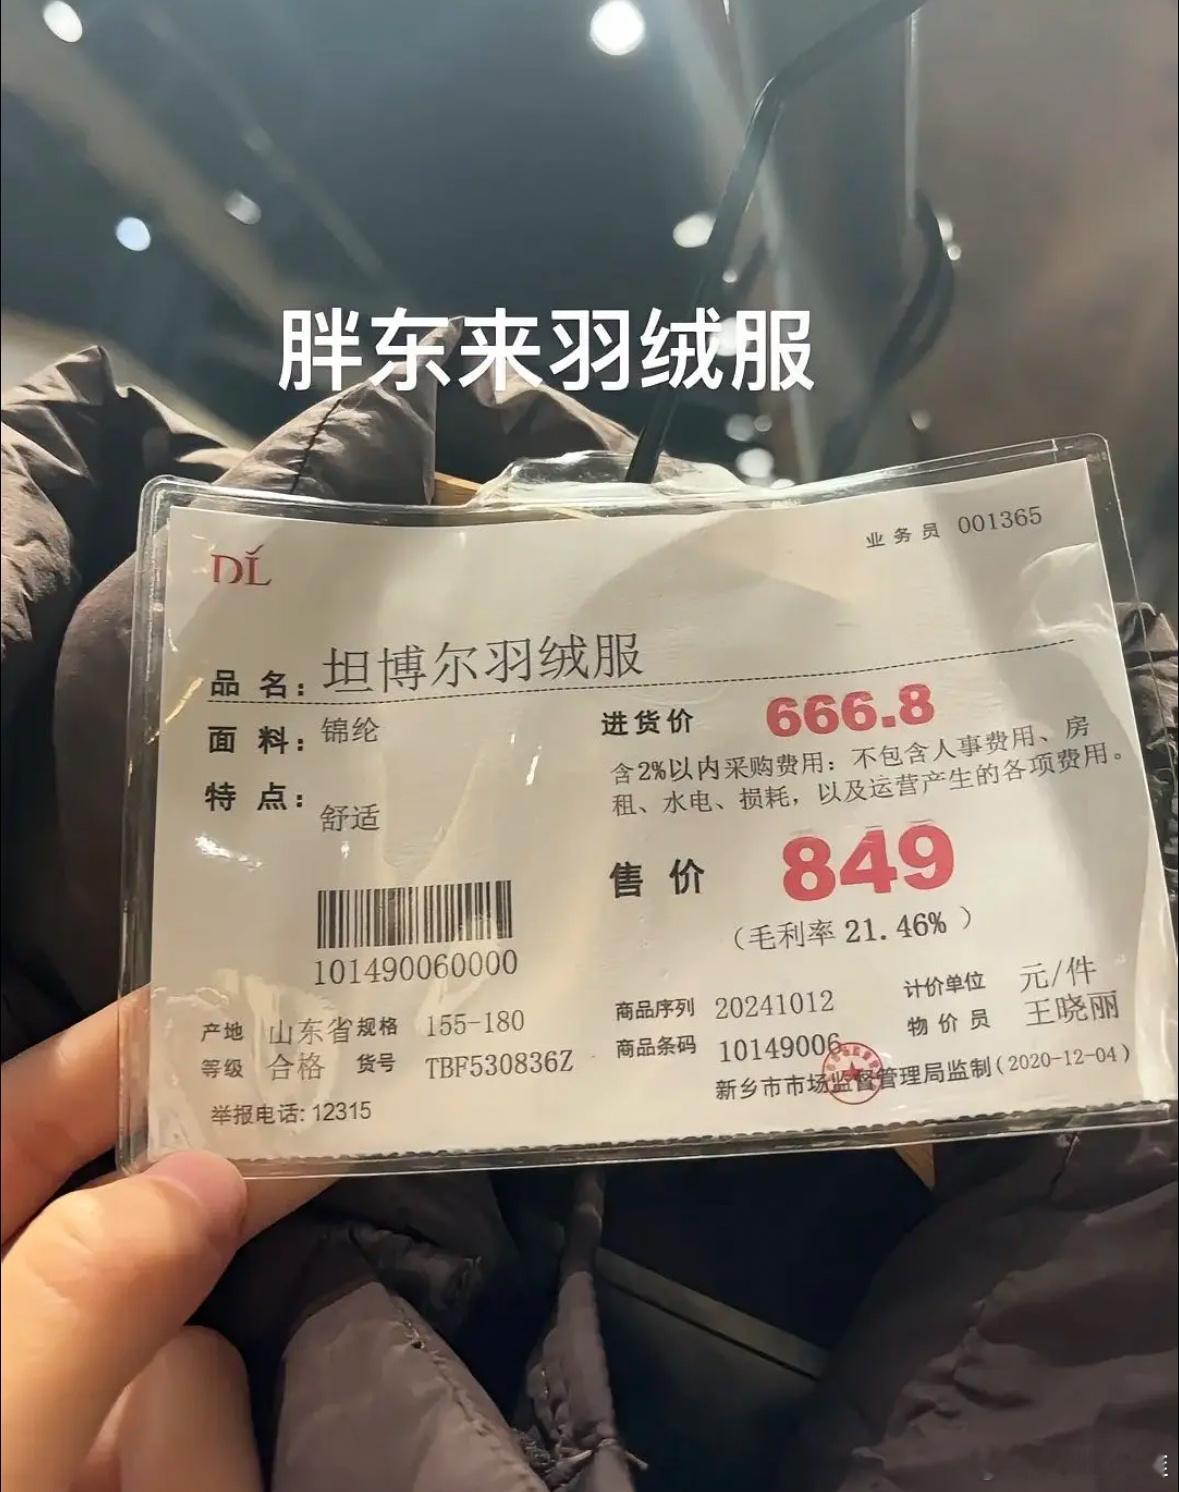 胖东来羽绒服
业务员 001365
DL
品 名: 坦博尔羽绒服
面 料: 锦纶
特 点: 舒适
进货价 666.8
含2%以内采购费用: 不包含人事费用、房
租、水电、损耗, 以及运营产生的各项费用。
售 价 849
(毛利率 21.46% )
101490060000
产地 山东省 规格 155-180
等级 合格 货号 TBF530836Z
举报电话: 12315
商品序列 20241012 计价单位 元/件
商品条码 10149006 物 价 员 王晓丽
新乡市市场监督管理局监制(2020-12-04)